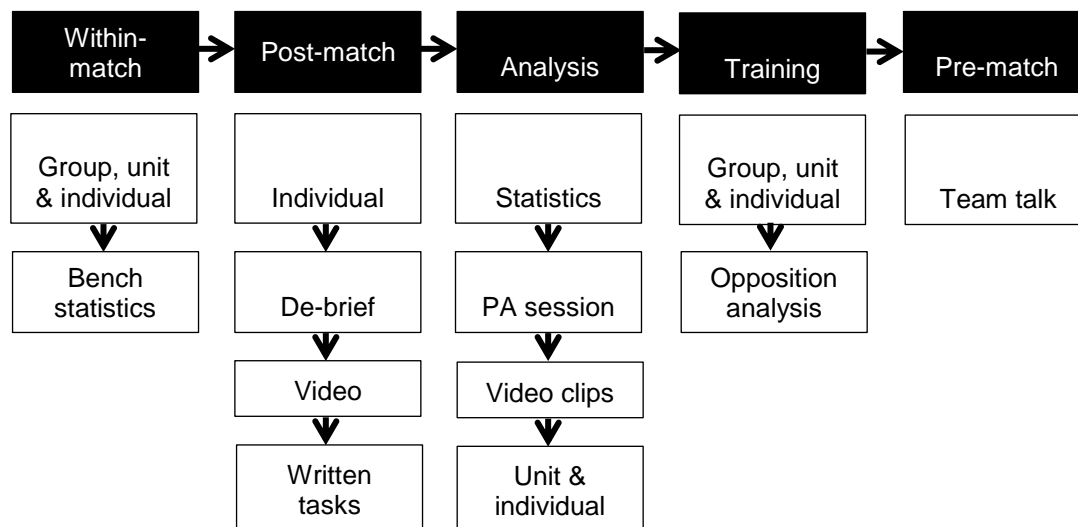 Within-
match
Post-match
Analysis
Training
Pre-match
Group, unit
& individual
Individual
Statistics
Group, unit
& individual
Team talk
Bench
statistics
De-brief
PA session
Opposition
analysis
Video
Video clips
Written
tasks
Unit &
individual